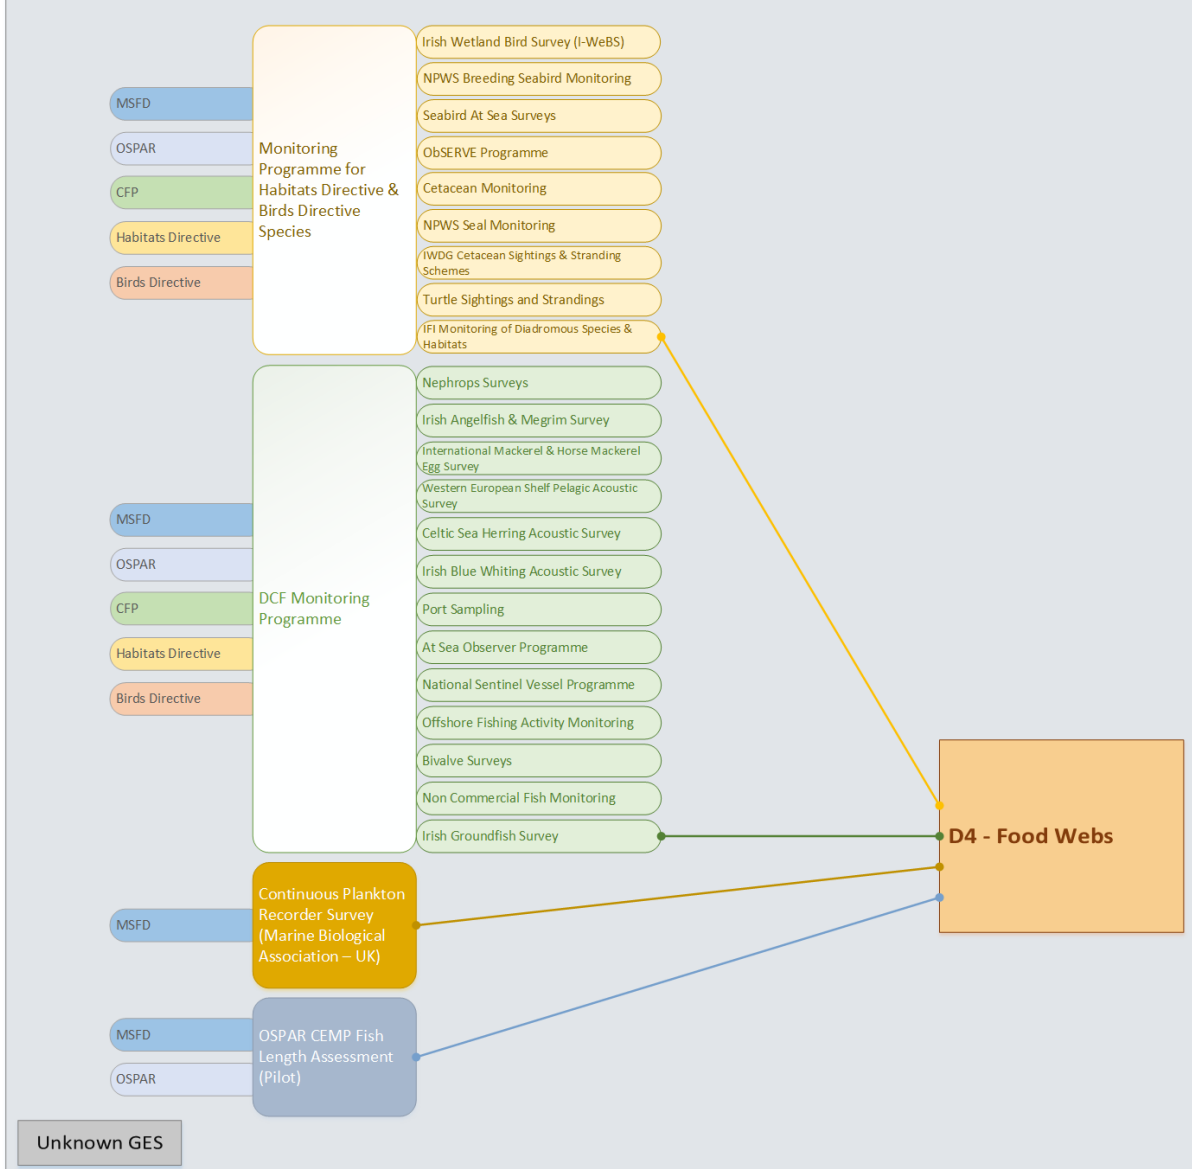 MSFD
OSPAR
CFP
Habitats Directive
Birds Directive
Monitoring
Programme for
Habitats Directive &
Birds Directive
Species
Irish Wetland Bird Survey (I-WeBS)
NPWS Breeding Seabird Monitoring
Seabird At Sea Surveys
ObSERVE Programme
Cetacean Monitoring
NPWS Seal Monitoring
IWDG Cetacean Sightings & Stranding
Schemes
Turtle Sightings and Strandings
IFI Monitoring of Diadromous Species &
Habitats
MSFD
OSPAR
CFP
Habitats Directive
Birds Directive
DCF Monitoring
Programme
Nephrops Surveys
Irish Angelfish & Megrim Survey
International Mackerel & Horse Mackerel
Egg Survey
Western European Shelf Pelagic Acoustic
Survey
Celtic Sea Herring Acoustic Survey
Irish Blue Whiting Acoustic Survey
Port Sampling
At Sea Observer Programme
National Sentinel Vessel Programme
Offshore Fishing Activity Monitoring
Bivalve Surveys
Non Commercial Fish Monitoring
Irish Groundfish Survey
D4 - Food Webs
MSFD
Continuous Plankton
Recorder Survey
(Marine Biological
Association – UK)
MSFD
OSPAR
OSPAR CEMP Fish
Length Assessment
(Pilot)
Unknown GES